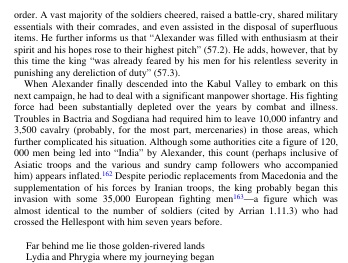 order. A vast majority of the soldiers cheered, raised a battle-cry, shared military
essentials with their comrades, and even assisted in the disposal of superfluous
items. He further informs us that “Alexander was filled with enthusiasm at their
spirit and his hopes rose to their highest pitch” (57.2). He adds, however, that by
this time the king “was already feared by his men for his relentless severity in
punishing any dereliction of duty” (57.3).
When Alexander finally descended into the Kabul Valley to embark on this
next campaign, he had to deal with a significant manpower shortage. His fighting
force had been substantially depleted over the years by combat and illness.
Troubles in Bactria and Sogdiana had required him to leave 10,000 infantry and
3,500 cavalry (probably, for the most part, mercenaries) in those areas, which
further complicated his situation. Although some authorities cite a figure of 120,
000 men being led into “India” by Alexander, this count (perhaps inclusive of
Asiatic troops and the various and sundry camp followers who accompanied
him) appears inflated.162 Despite periodic replacements from Macedonia and the
supplementation of his forces by Iranian troops, the king probably began this
invasion with some 35,000 European fighting men163—a figure which was
almost identical to the number of soldiers (cited by Arrian 1.11.3) who had
crossed the Hellespont with him seven years before.
Far behind me lie those golden-rivered lands
Lydia and Phrygia where my journeying began